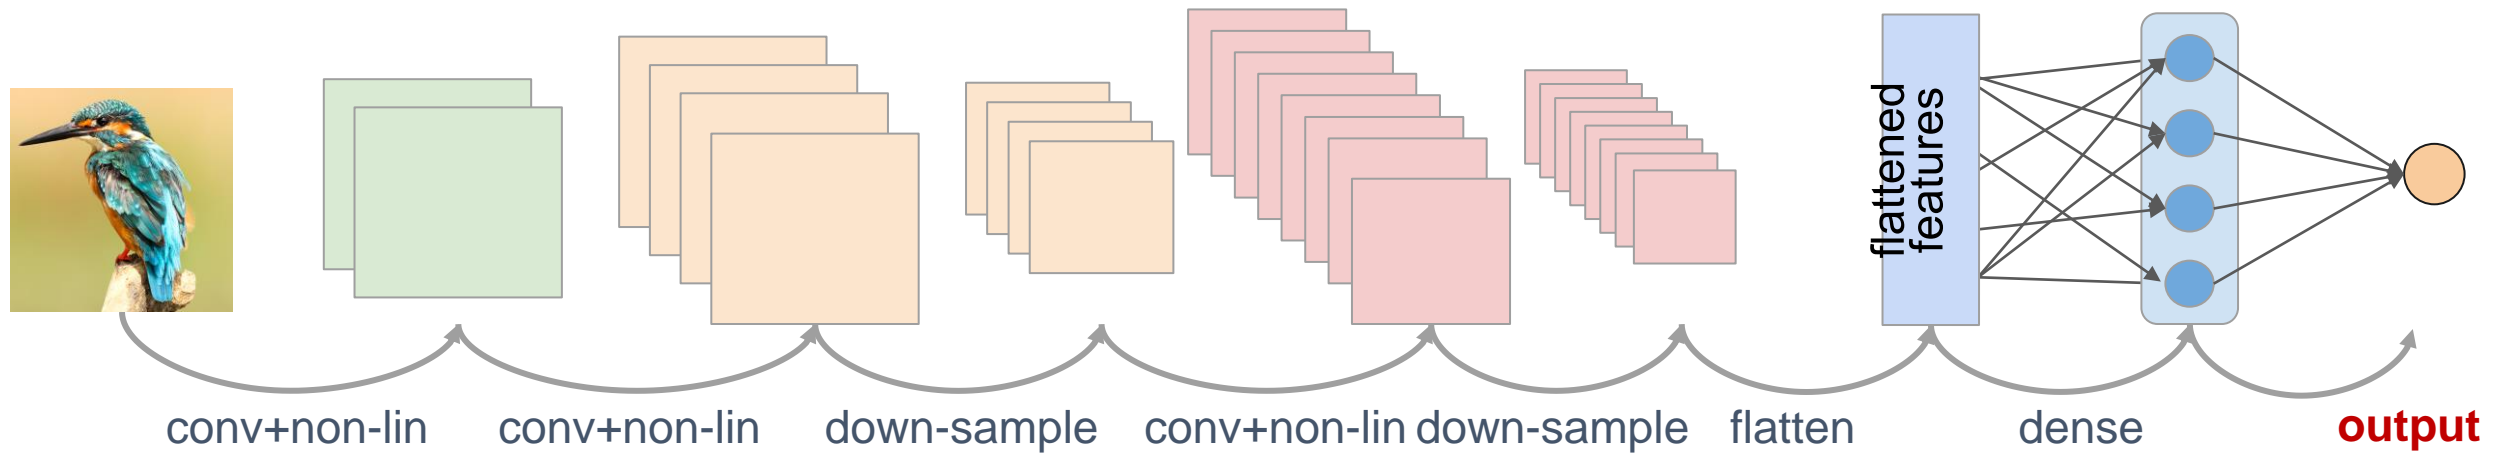 flattened
features
conv+non-lin
conv+non-lin
down-sample
conv+non-lin
down-sample
flatten
dense
output